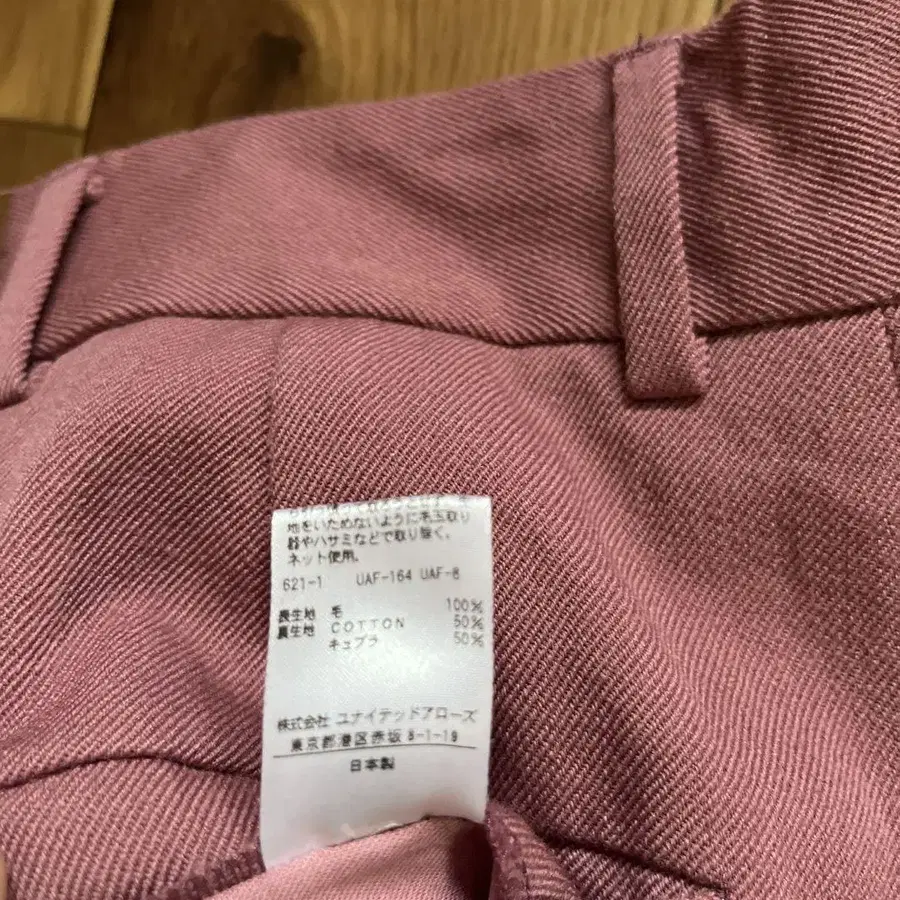 地をいためないように毛玉取り
器やハサミなどで取り除く。
ネット使用。
621-1 UAF-164 UAF-8
表生地 毛 100%
裏生地 COTTON 50%
キュプラ 50%
株式会社 ユナイテッドアローズ
東京都港区赤坂 8-1-19
日本製